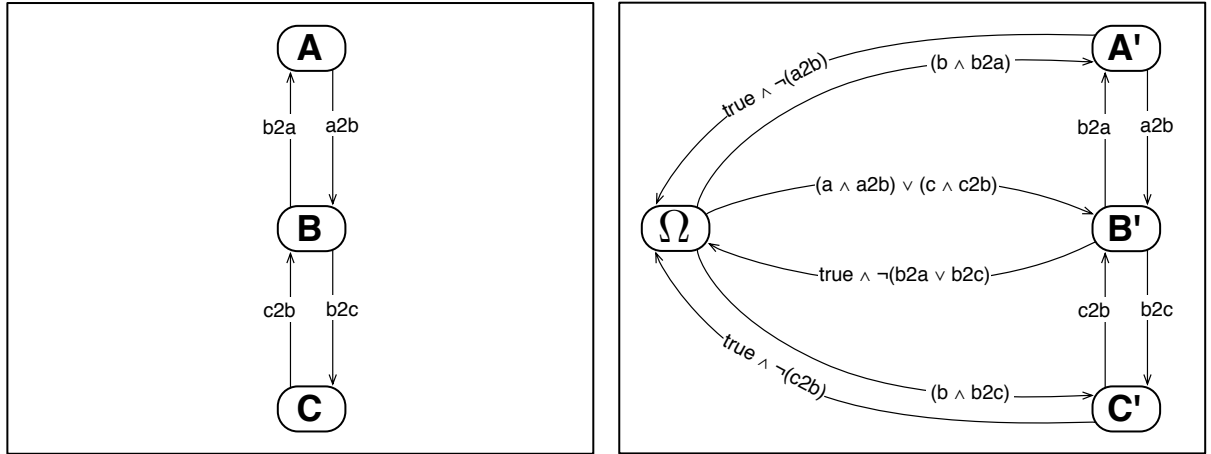 A
b2a
a2b
B
c2b
b2c
C
A'
true ∧ ¬(a2b)
(b ∧ b2a)
b2a
a2b
(a ∧ a2b) ∨ (c ∧ c2b)
Ω
B'
true ∧ ¬(b2a ∨ b2c)
c2b
b2c
true ∧ ¬(c2b)
(b ∧ b2c)
C'